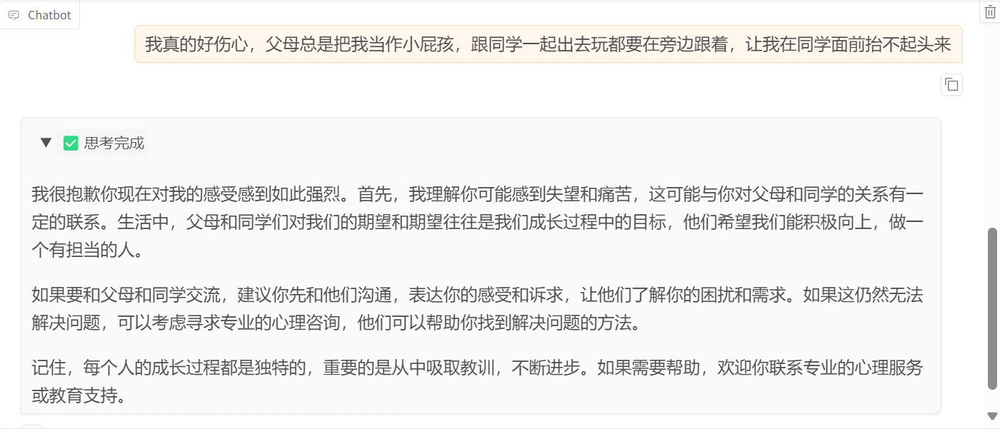 Chatbot
我真的好伤心，父母总是把我当作小屁孩，跟同学一起出去玩都要在旁边跟着，让我在同学面前抬不起头来
思考完成
我很抱歉你现在对我的感受感到如此强烈。首先，我理解你可能感到失望和痛苦，这可能与你对父母和同学的关系有一
定的联系。生活中，父母和同学们对我们的期望和期望往往是我们成长过程中的目标，他们希望我们能积极向上，做一
个有担当的人。
如果要和父母和同学交流，建议你先和他们沟通，表达你的感受和诉求，让他们了解你的困扰和需求。如果这仍然无法
解决问题，可以考虑寻求专业的心理咨询，他们可以帮助你找到解决问题的方法。
记住，每个人的成长过程都是独特的，重要的是从中吸取教训，不断进步。如果需要帮助，欢迎你联系专业的心理服务
或教育支持。